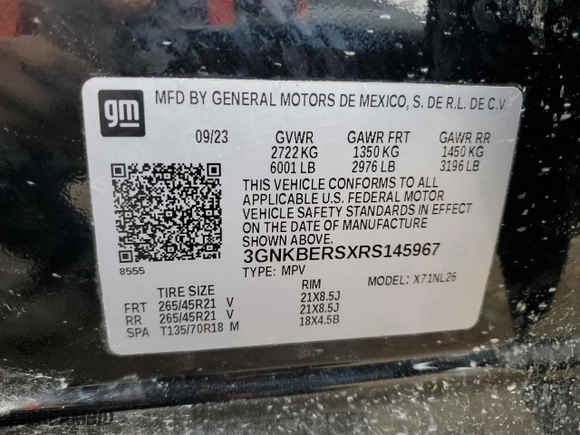 gm
MFD BY GENERAL MOTORS DE MEXICO, S. DE R.L. DE C.V
09/23 GVWR GAWR FRT GAWR RR
2722 KG 1350 KG 1450 KG
6001 LB 2976 LB 3196 LB
THIS VEHICLE CONFORMS TO ALL
APPLICABLE U.S. FEDERAL MOTOR
VEHICLE SAFETY STANDARDS IN EFFECT
ON THE DATE OF MANUFACTURE
SHOWN ABOVE.
3GNKBERSXRS145967
8555
TYPE: MPV MODEL: X71NL26
TIRE SIZE RIM
FRT 265/45R21 V 21X8.5J
RR 265/45R21 V 21X8.5J
SPA T135/70R18 M 18X4.5B